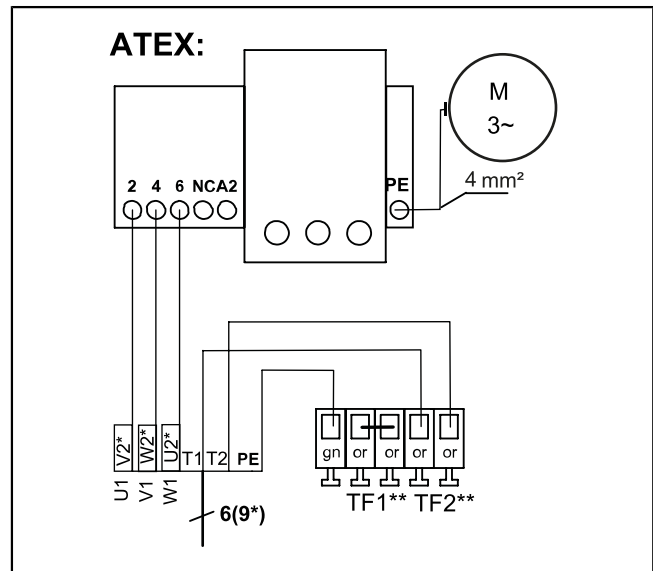 ATEX:
M
3~
2 4 6 NC A2
PE
4 mm²
V2* W2* U2* T1 T2 PE
U1 V1 W1
gn or or or or
TF1** TF2**
6(9*)